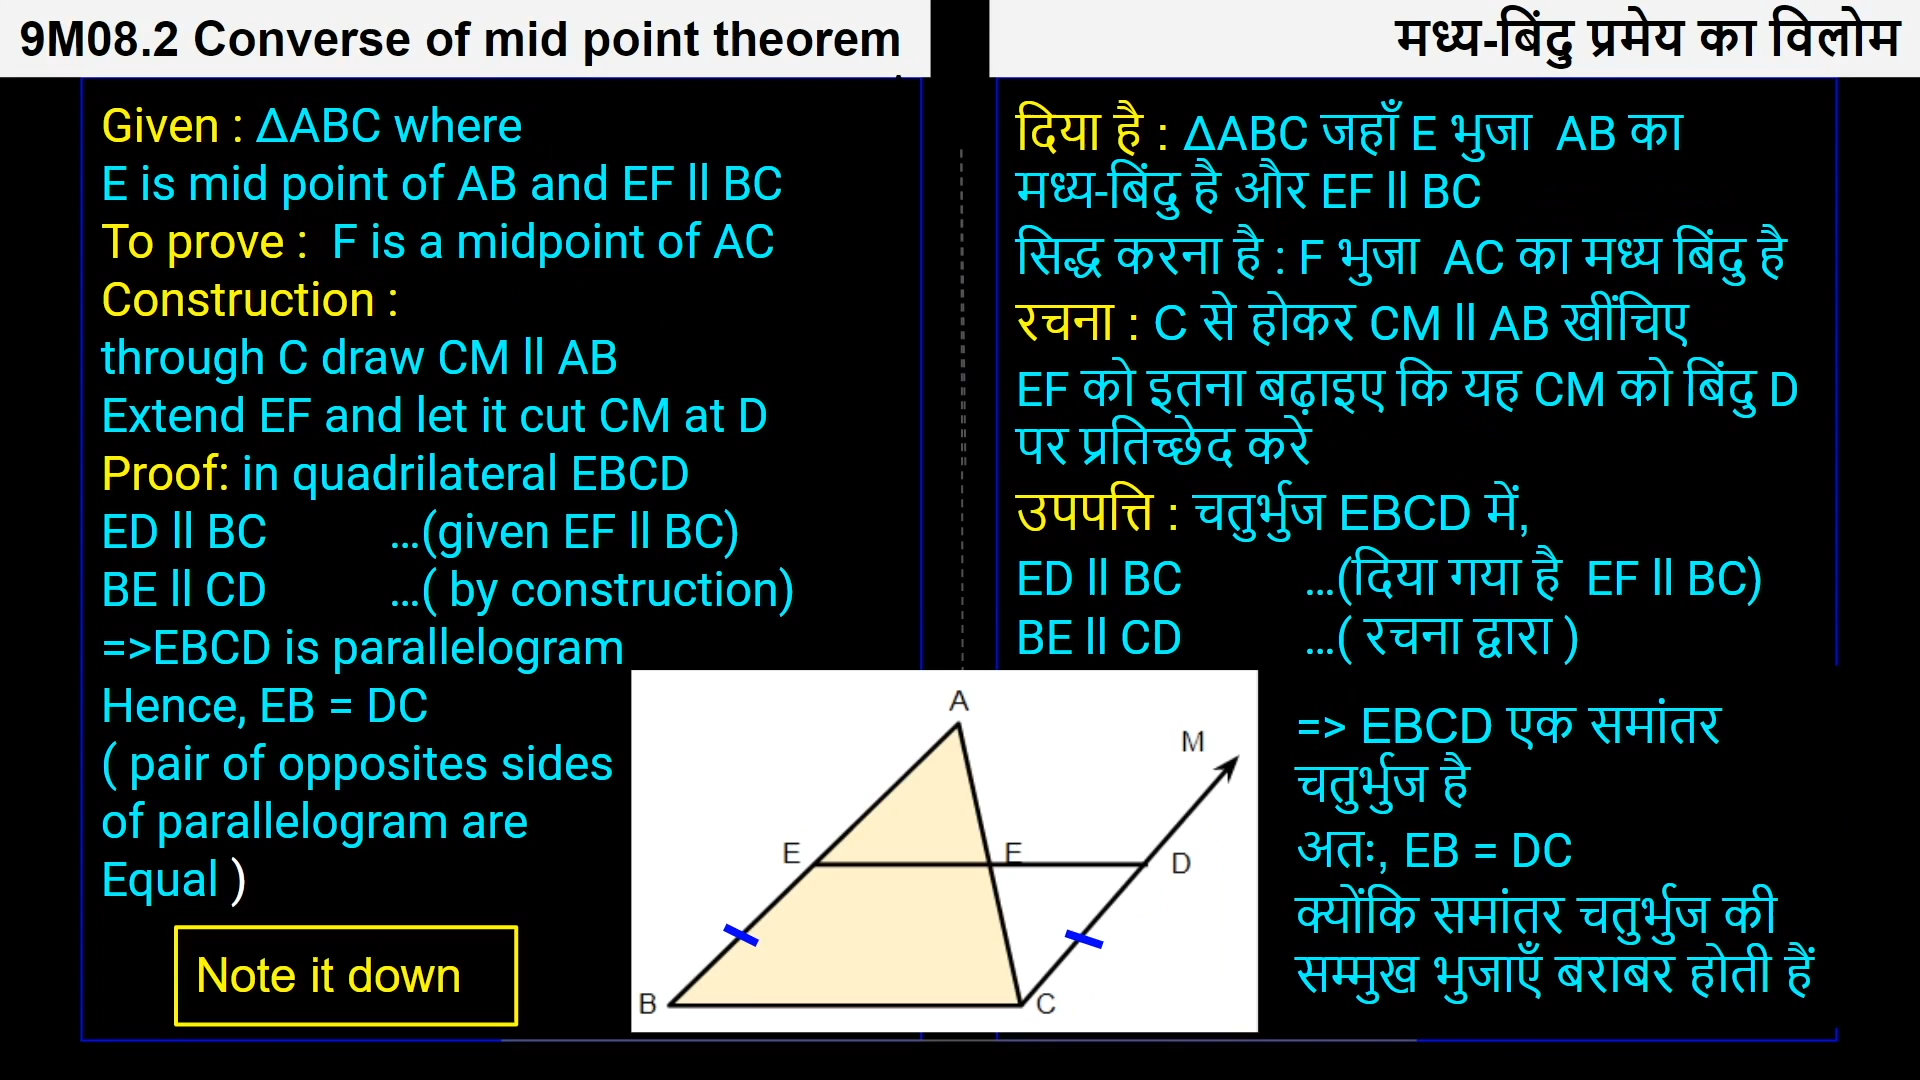 9M08.2 Converse of mid point theorem
मध्य-बिंदु प्रमेय का विलोम
Given : ΔABC where
E is mid point of AB and EF ll BC
To prove : F is a midpoint of AC
Construction :
through C draw CM ll AB
Extend EF and let it cut CM at D
Proof: in quadrilateral EBCD
ED ll BC ...(given EF ll BC)
BE ll CD ...( by construction)
=>EBCD is parallelogram
Hence, EB = DC
( pair of opposites sides
of parallelogram are
Equal )
Note it down
दिया है : ΔABC जहाँ E भुजा AB का
मध्य-बिंदु है और EF ll BC
सिद्ध करना है : F भुजा AC का मध्य बिंदु है
रचना : C से होकर CM ll AB खींचिए
EF को इतना बढ़ाइए कि यह CM को बिंदु D
पर प्रतिच्छेद करे
उपपत्ति : चतुर्भुज EBCD में,
ED ll BC ...(दिया गया है EF ll BC)
BE ll CD ...( रचना द्वारा )
=> EBCD एक समांतर
चतुर्भुज है
अतः, EB = DC
क्योंकि समांतर चतुर्भुज की
सम्मुख भुजाएँ बराबर होती हैं
A
M
E
D
B
C